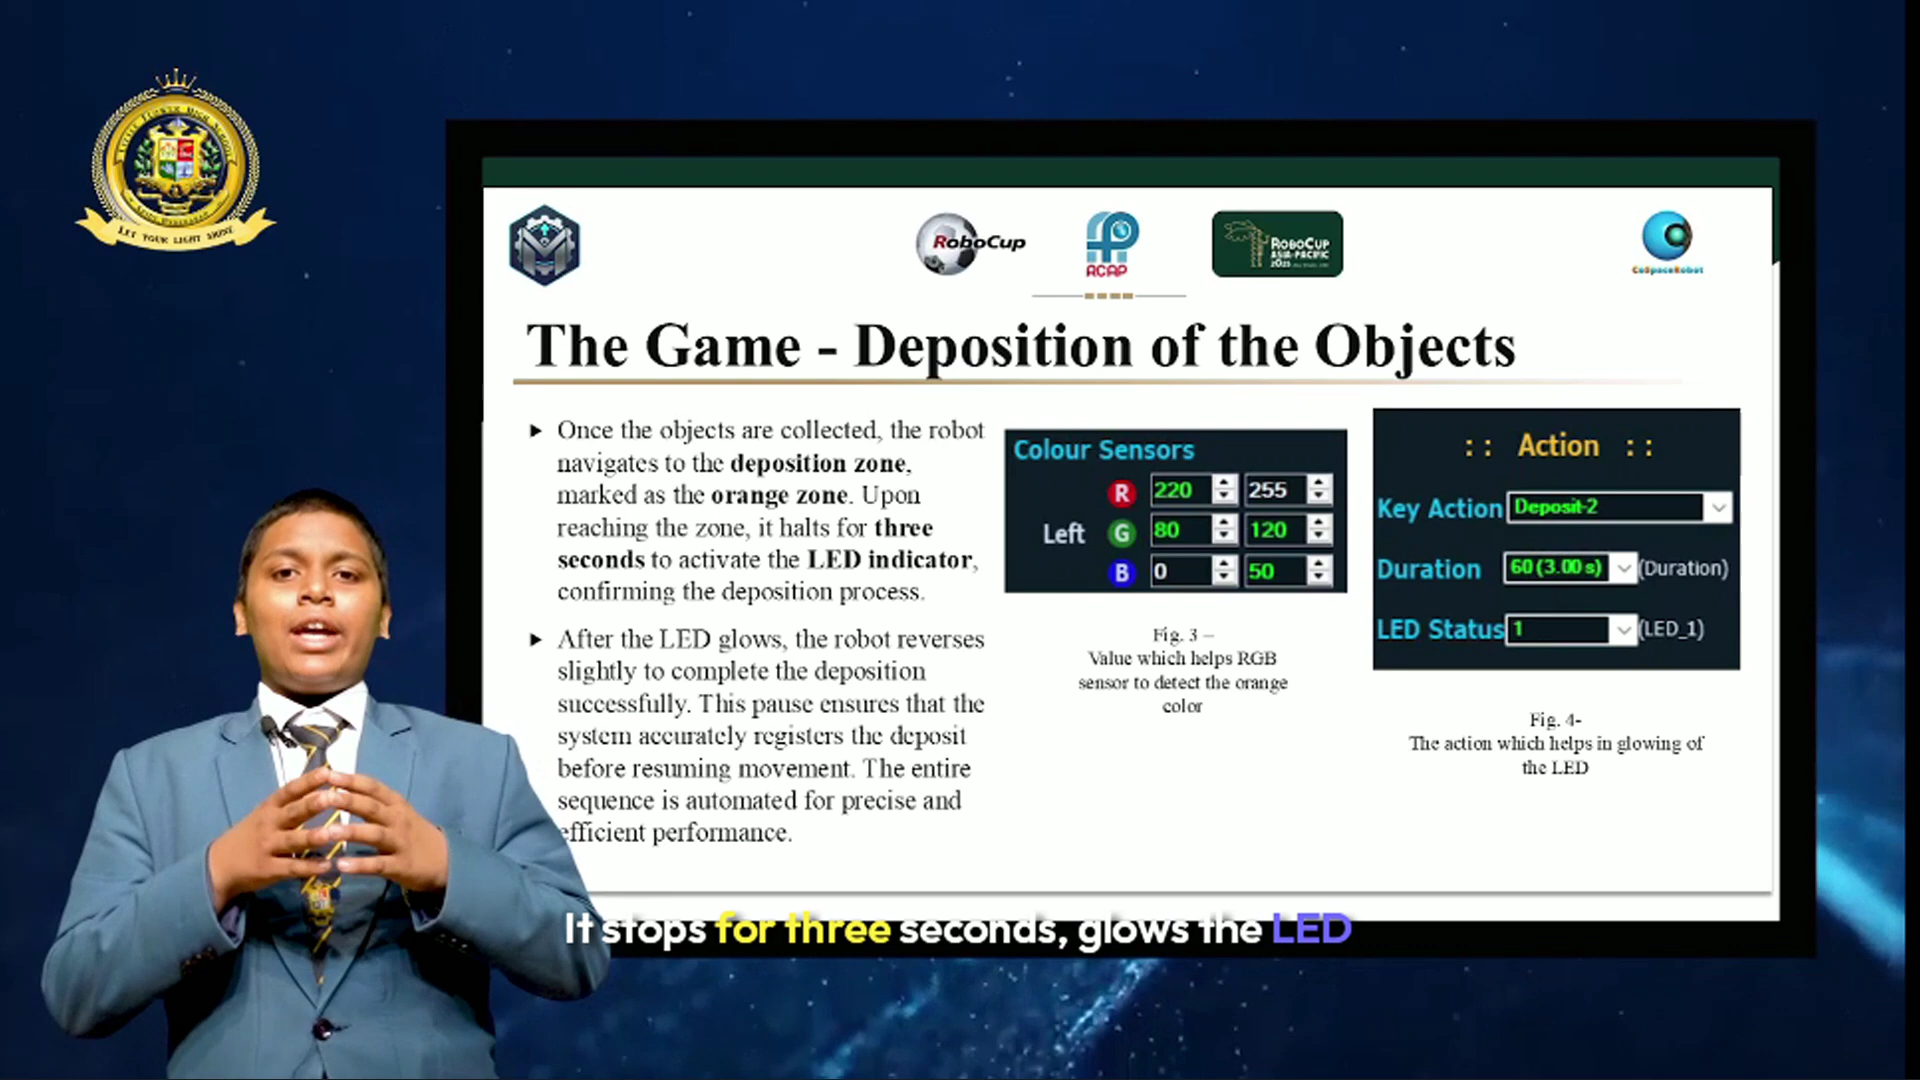 LET YOUR LIGHT SHINE
RoboCup
ACAP
RoboCup
Asia-Pacific
CoSpaceRobot
The Game - Deposition of the Objects
Once the objects are collected, the robot
navigates to the deposition zone,
marked as the orange zone. Upon
reaching the zone, it halts for three
seconds to activate the LED indicator,
confirming the deposition process.
After the LED glows, the robot reverses
slightly to complete the deposition
successfully. This pause ensures that the
system accurately registers the deposit
before resuming movement. The entire
sequence is automated for precise and
efficient performance.
Colour Sensors
R 220 255
Left G 80 120
B 0 50
Fig. 3 –
Value which helps RGB
sensor to detect the orange
color
:: Action ::
Key Action Deposit-2
Duration 60 (3.00 s) (Duration)
LED Status 1 (LED_1)
Fig. 4-
The action which helps in glowing of
the LED
It stops for three seconds, glows the LED